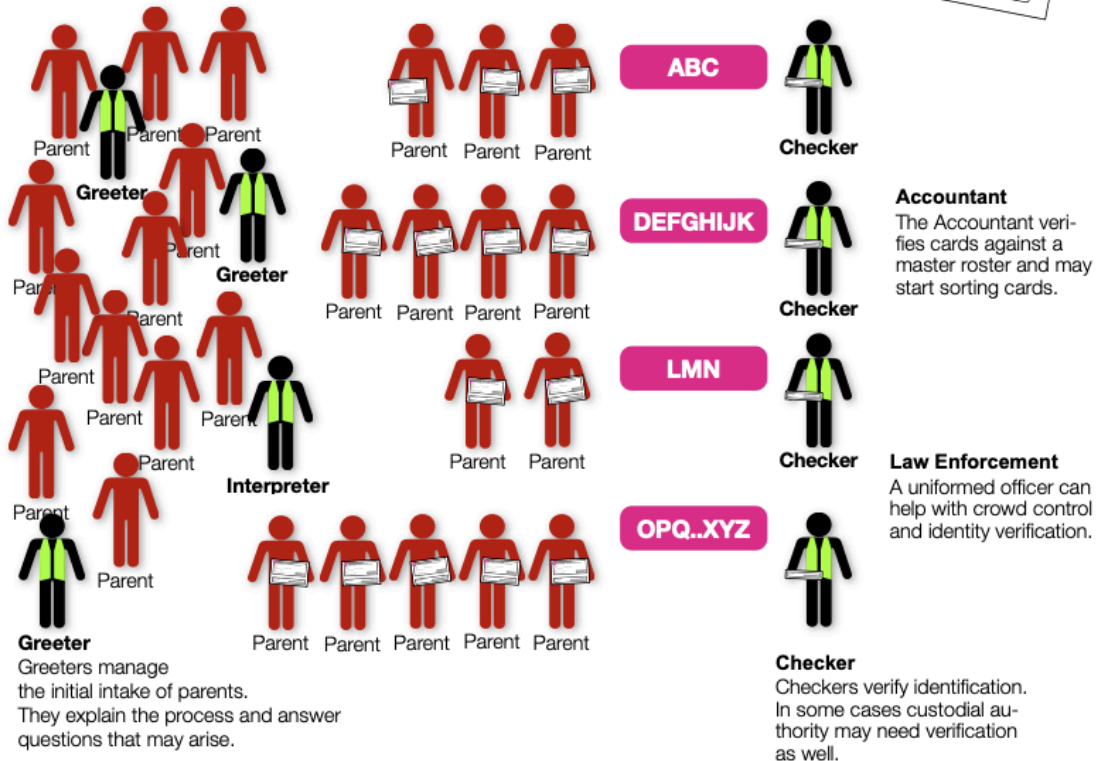 Parent
Parent
Parent
Greeter
Parent
Greeter
Parent
Parent
Parent
Parent
Parent
Parent
Parent
Interpreter
Parent
Parent
Greeter
Greeters manage
the initial intake of parents.
They explain the process and answer
questions that may arise.
Parent Parent Parent
ABC
Checker
Parent Parent Parent Parent
DEFGHIJK
Checker
Parent Parent
LMN
Checker
Parent Parent Parent Parent Parent
OPQ..XYZ
Checker
Checkers verify identification.
In some cases custodial au-
thority may need verification
as well.
Accountant
The Accountant veri-
fies cards against a
master roster and may
start sorting cards.
Law Enforcement
A uniformed officer can
help with crowd control
and identity verification.